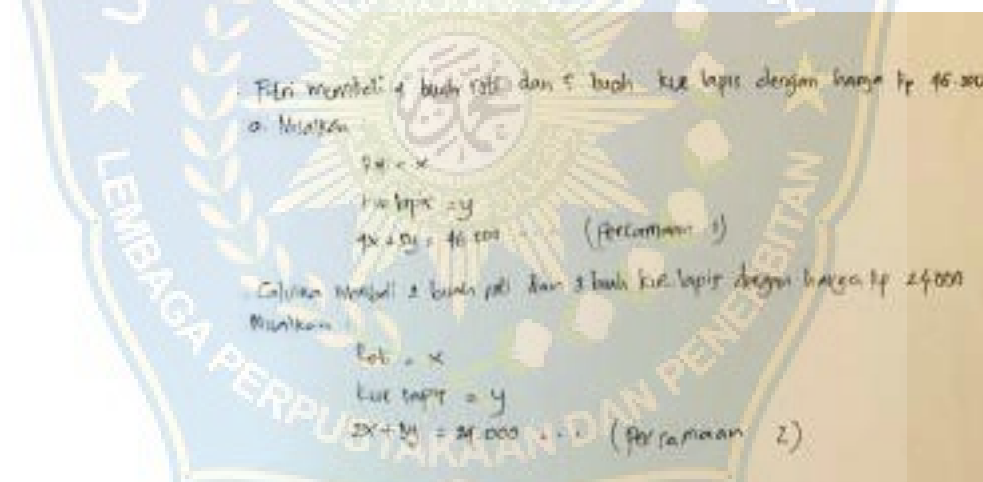 Fitri membeli 4 buah roti dan 5 buah kue lapis dengan harga Rp 46.000
a. Misalkan
= x
kue lapis = y
4x + 5y = 46.000 . . . (Persamaan 1)
membeli 2 buah roti dan 3 buah kue lapis dengan harga Rp 24.000
Misalkan
Roti = x
kue lapis = y
2x + 3y = 24.000 . . . (Persamaan 2)
LEMBAGA PERPUSTAKAAN DAN PENERBITAN